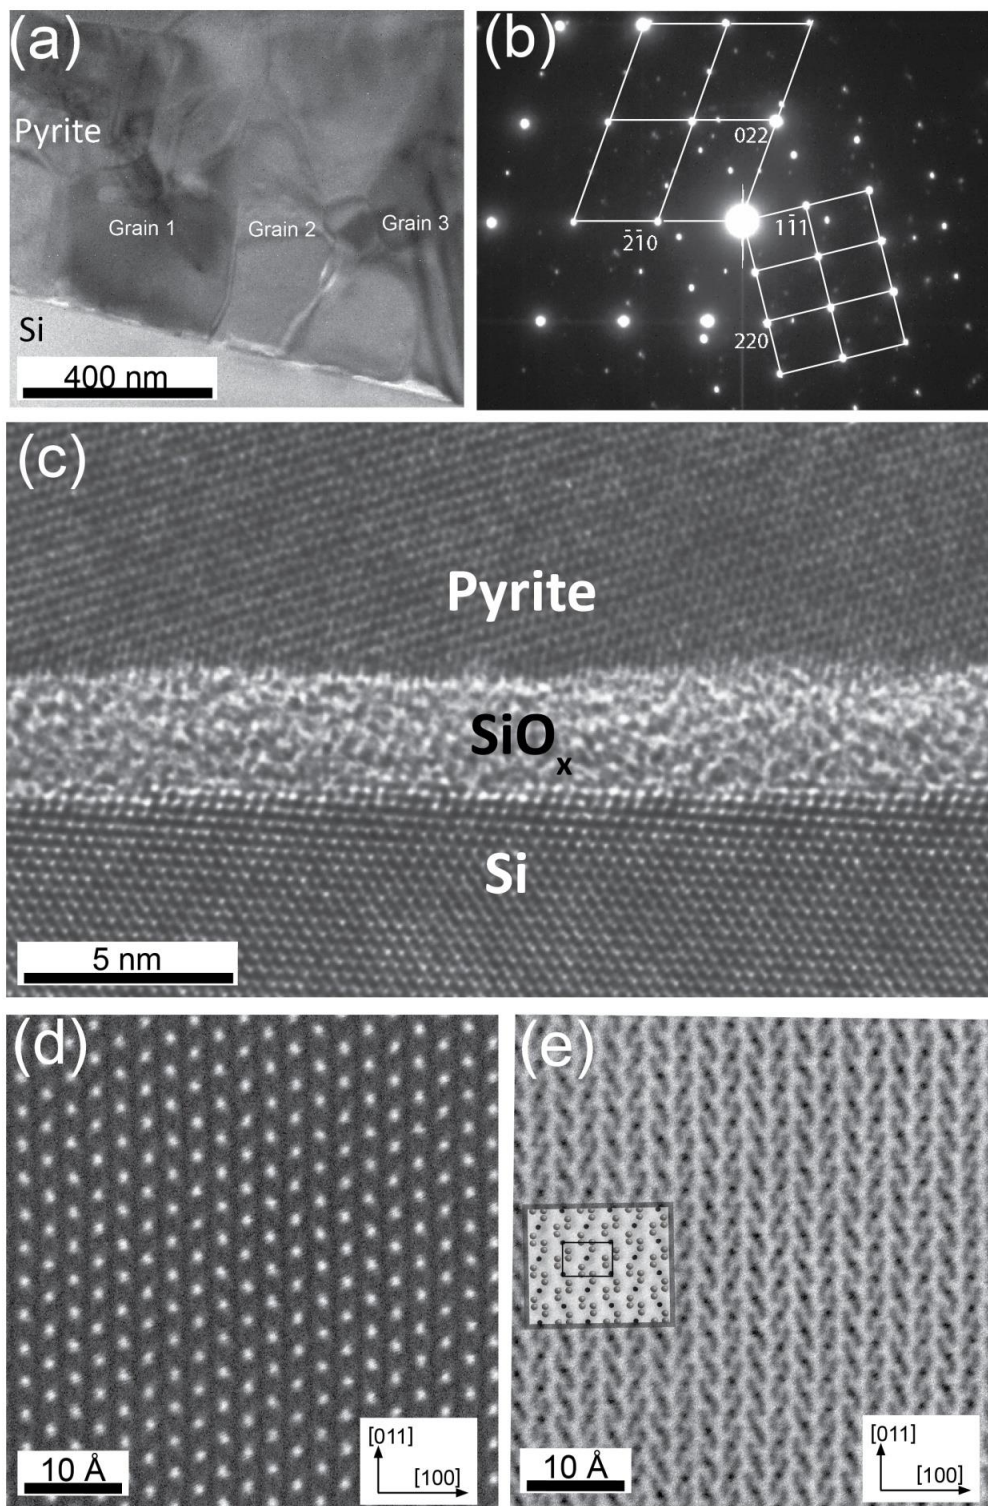 (a)
Pyrite
Grain 1
Grain 2
Grain 3
Si
400 nm
(b)
022
2̅1̅0
11̅1
220
(c)
Pyrite
SiOₓ
Si
5 nm
(d)
[011]
[100]
10 Å
(e)
[011]
[100]
10 Å